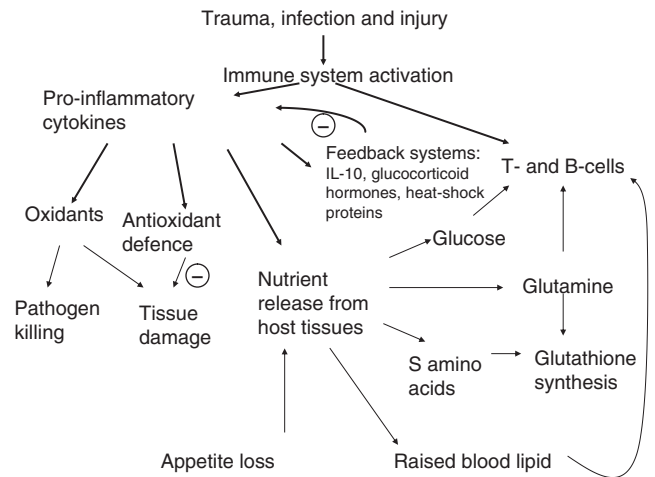 Trauma, infection and injury
Immune system activation
Pro-inflammatory
cytokines
−
Feedback systems:
IL-10, glucocorticoid
hormones, heat-shock
proteins
T- and B-cells
Oxidants
Antioxidant
defence
−
Glucose
Pathogen
killing
Tissue
damage
Nutrient
release from
host tissues
Glutamine
S amino
acids
Glutathione
synthesis
Appetite loss
Raised blood lipid